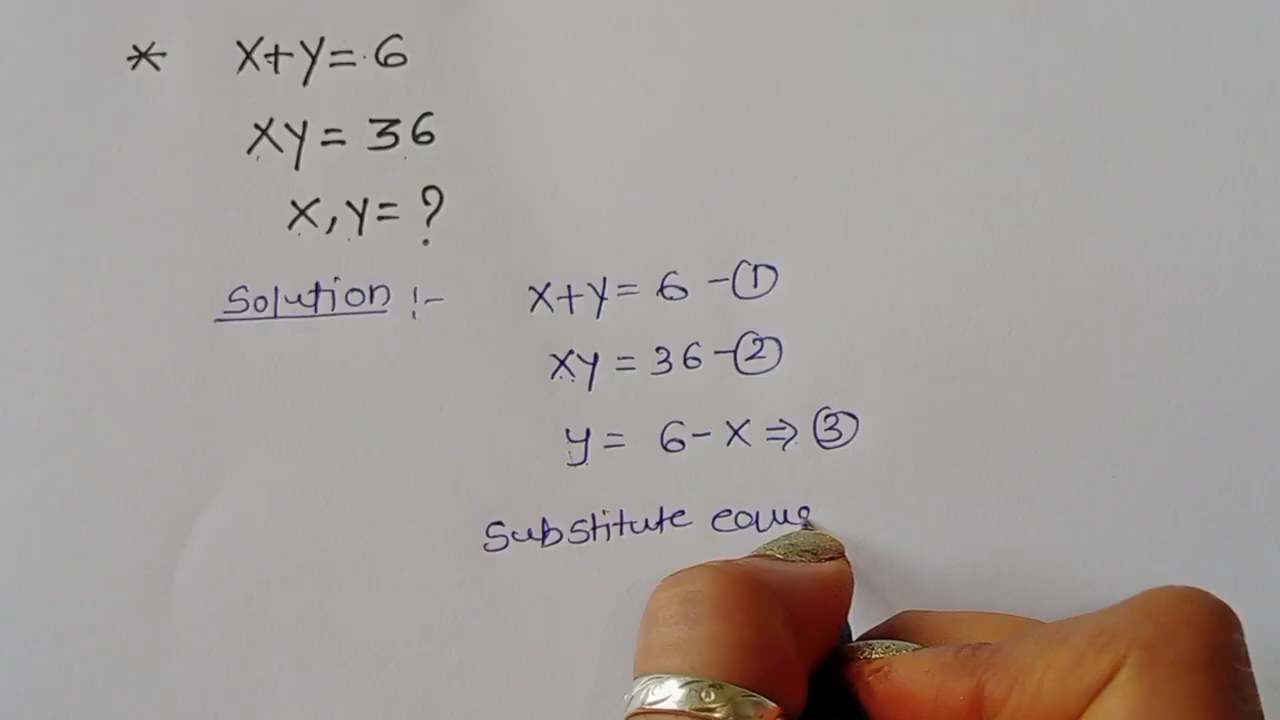 * x+y=6
xy=36
x,y=?
Solution :-
x+y=6 -①
xy=36-②
y=6-x⇒③
Substitute